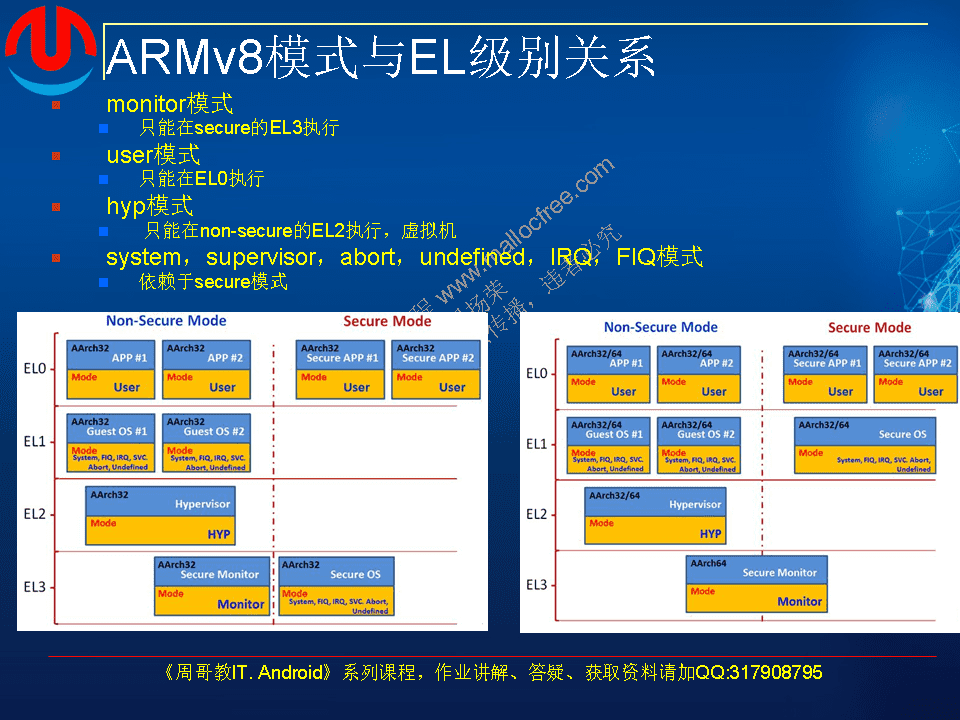 ARMv8模式与EL级别关系
monitor模式
只能在secure的EL3执行
user模式
只能在EL0执行
hyp模式
只能在non-secure的EL2执行，虚拟机
system，supervisor，abort，undefined，IRQ，FIQ模式
依赖于secure模式
程 www.mallocfree.com
扬荣
传播，违者必究
Non-Secure Mode Secure Mode
EL0
AArch32 AArch32 AArch32 AArch32
APP #1 APP #2 Secure APP #1 Secure APP #2
Mode Mode Mode Mode
User User User User
EL1
AArch32 AArch32
Guest OS #1 Guest OS #2
Mode Mode
System, FIQ, IRQ, SVC. System, FIQ, IRQ, SVC.
Abort, Undefined Abort, Undefined
EL2
AArch32
Hypervisor
Mode
HYP
EL3
AArch32 AArch32
Secure Monitor Secure OS
Mode Mode
Monitor System, FIQ, IRQ, SVC. Abort,
Undefined
Non-Secure Mode Secure Mode
EL0
AArch32/64 AArch32/64 AArch32/64 AArch32/64
APP #1 APP #2 Secure APP #1 Secure APP #2
Mode Mode Mode Mode
User User User User
EL1
AArch32/64 AArch32/64 AArch32/64
Guest OS #1 Guest OS #2 Secure OS
Mode Mode Mode
System, FIQ, IRQ, SVC. System, FIQ, IRQ, SVC. System, FIQ, IRQ, SVC. Abort,
Abort, Undefined Abort, Undefined Undefined
EL2
AArch32/64
Hypervisor
Mode
HYP
EL3
AArch64
Secure Monitor
Mode
Monitor
《周哥教IT. Android》系列课程，作业讲解、答疑、获取资料请加QQ:317908795